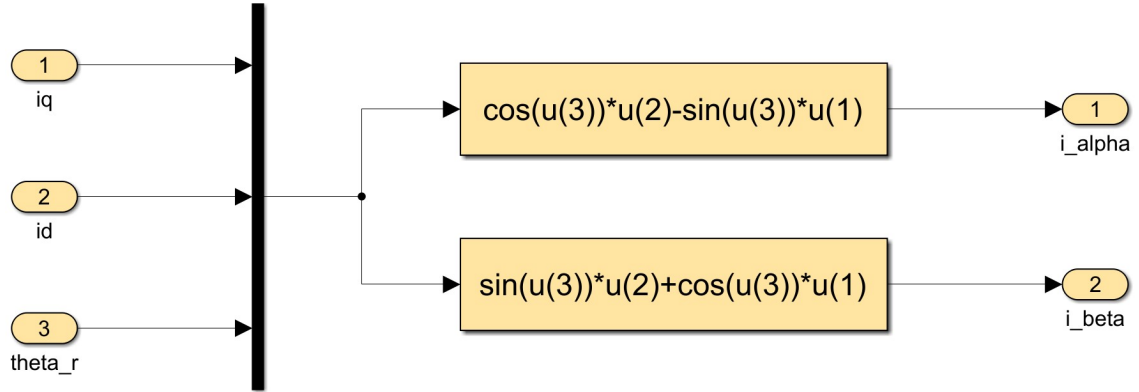 1
iq
2
id
3
theta_r
cos(u(3))*u(2)-sin(u(3))*u(1)
sin(u(3))*u(2)+cos(u(3))*u(1)
1
i_alpha
2
i_beta